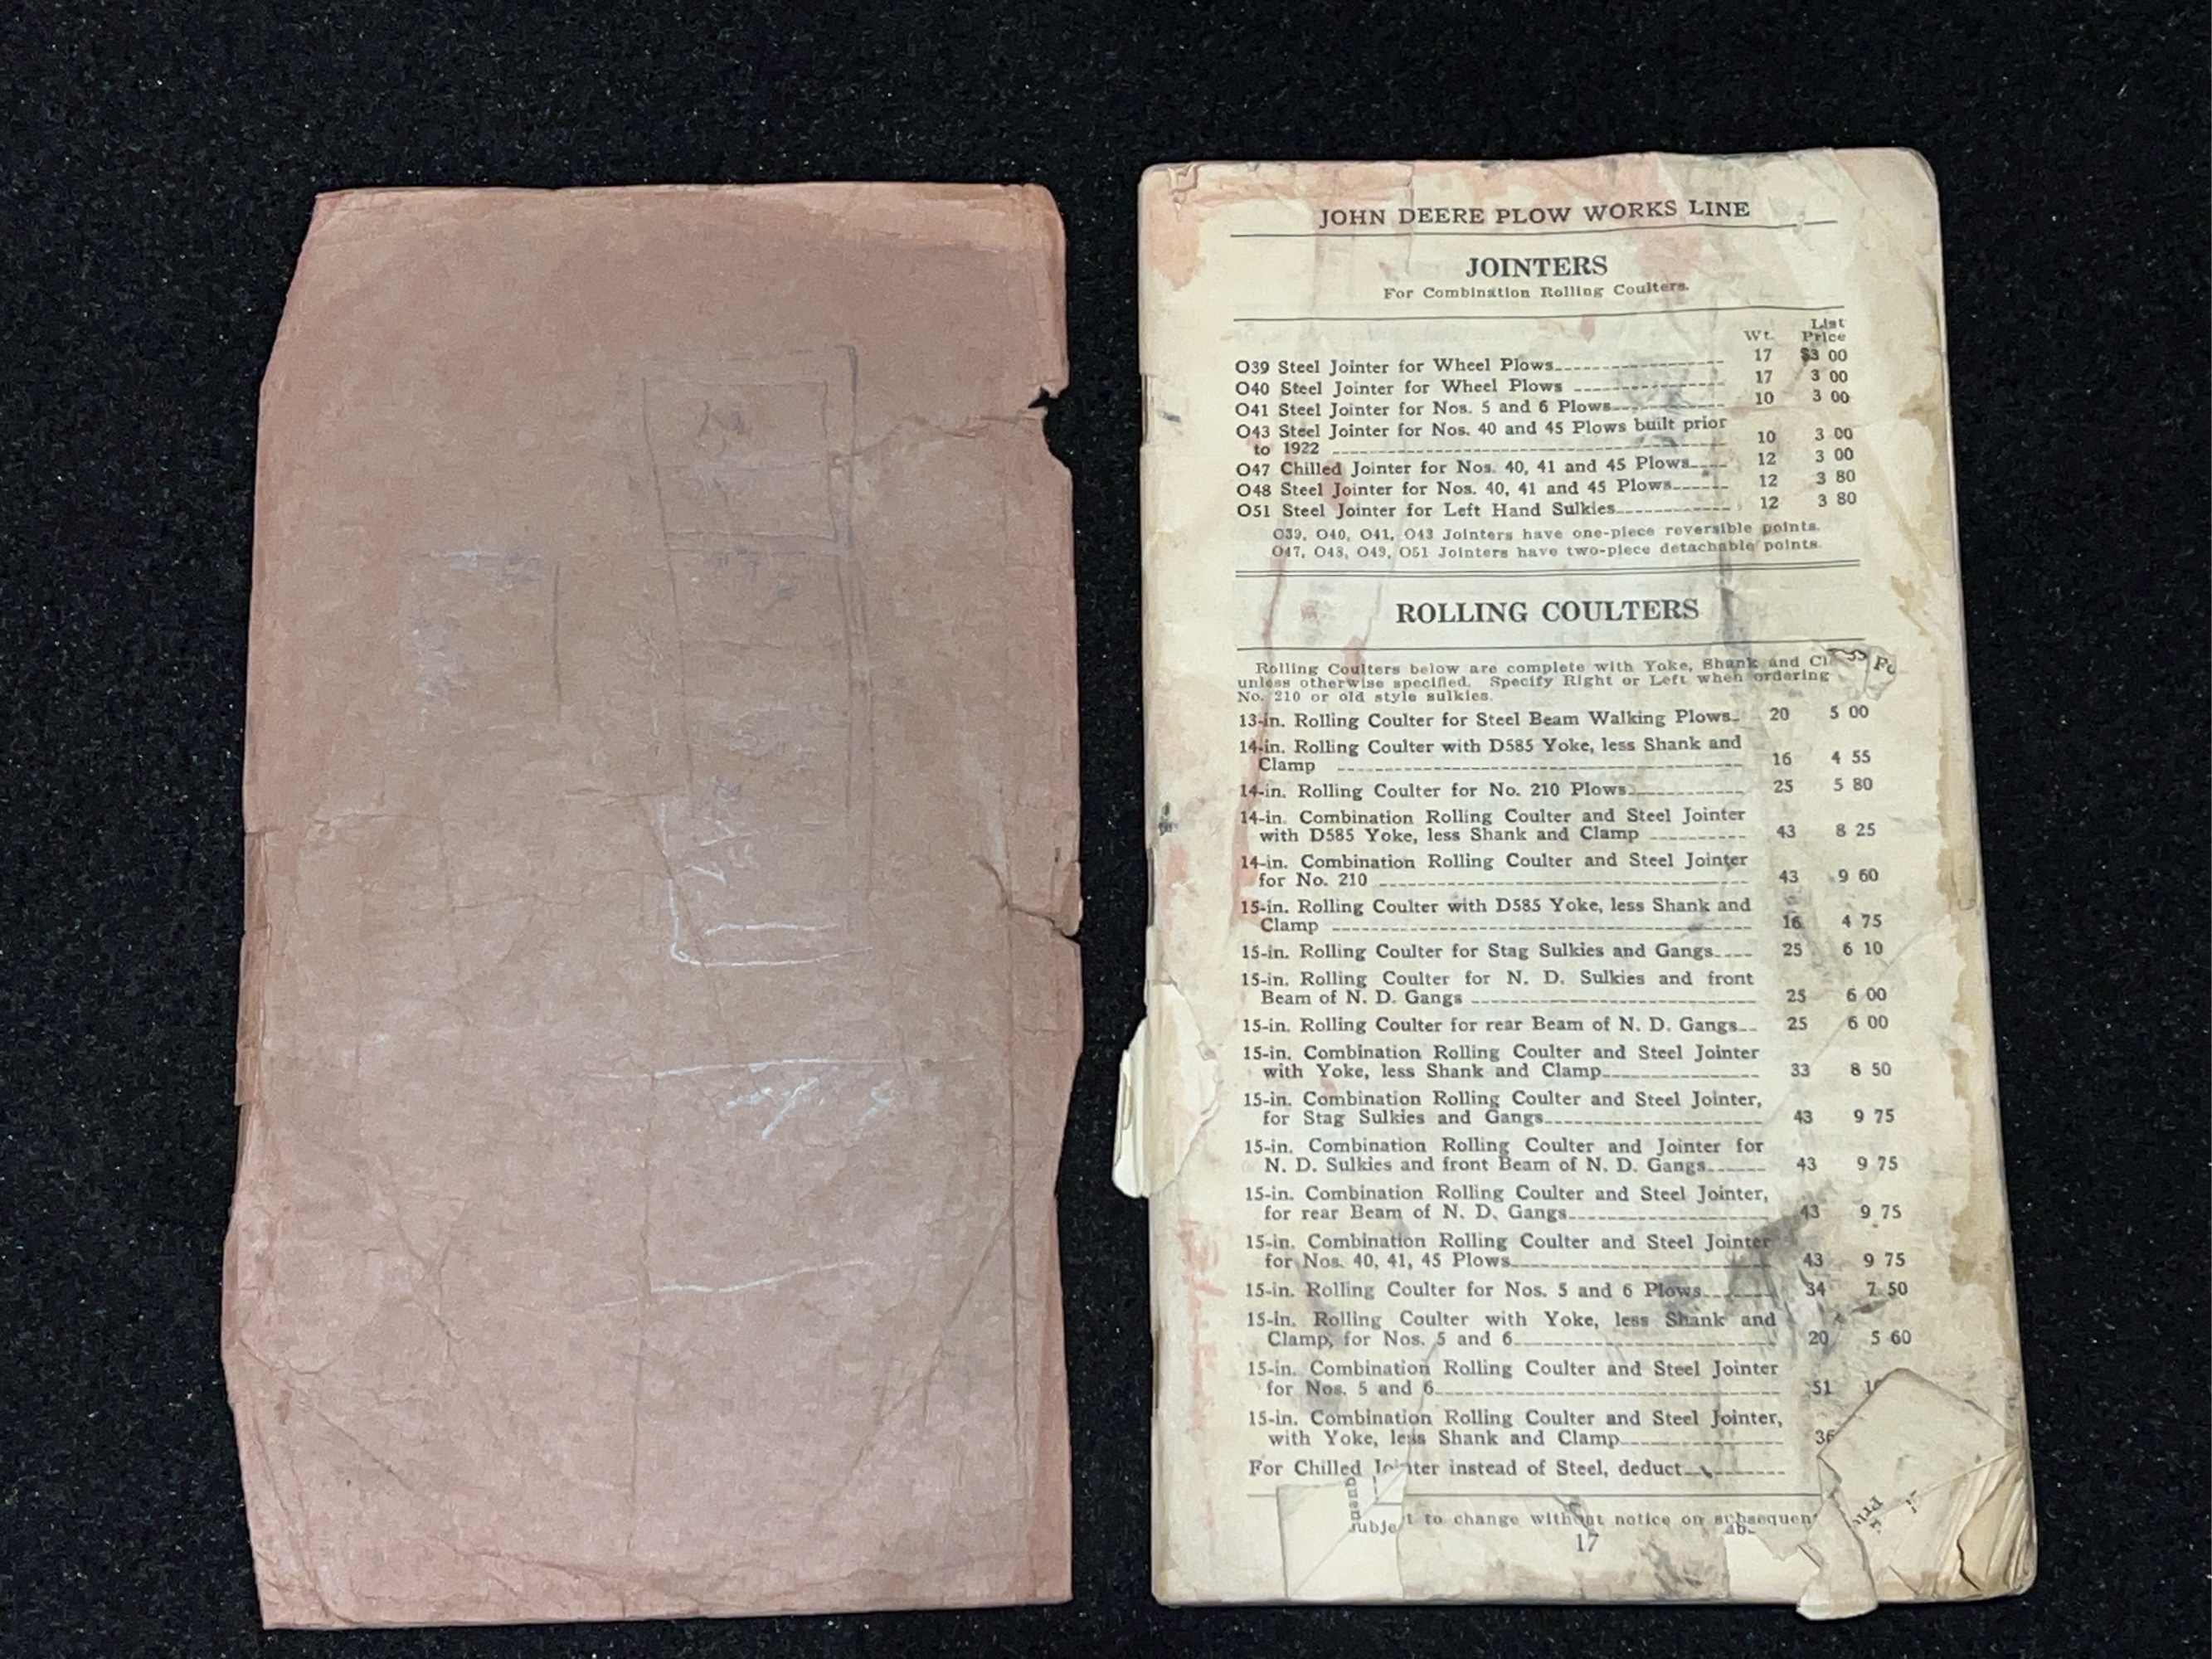 JOHN DEERE PLOW WORKS LINE
JOINTERS
For Combination Rolling Coulters.
Wt. List Price
O39 Steel Jointer for Wheel Plows 17 $3 00
O40 Steel Jointer for Wheel Plows 17 3 00
O41 Steel Jointer for Nos. 5 and 6 Plows 10 3 00
O43 Steel Jointer for Nos. 40 and 45 Plows built prior
to 1922 10 3 00
O47 Chilled Jointer for Nos. 40, 41 and 45 Plows 12 3 00
O48 Steel Jointer for Nos. 40, 41 and 45 Plows 12 3 80
O51 Steel Jointer for Left Hand Sulkies 12 3 80
O39, O40, O41, O43 Jointers have one-piece reversible points.
O47, O48, O49, O51 Jointers have two-piece detachable points.
ROLLING COULTERS
Rolling Coulters below are complete with Yoke, Shank and
unless otherwise specified. Specify Right or Left when ordering
No. 210 or old style sulkies.
13-in. Rolling Coulter for Steel Beam Walking Plows 20 5 00
14-in. Rolling Coulter with D585 Yoke, less Shank and
Clamp 16 4 55
14-in. Rolling Coulter for No. 210 Plows 25 5 80
14-in. Combination Rolling Coulter and Steel Jointer
with D585 Yoke, less Shank and Clamp 43 8 25
14-in. Combination Rolling Coulter and Steel Jointer
for No. 210 43 9 60
15-in. Rolling Coulter with D585 Yoke, less Shank and
Clamp 16 4 75
15-in. Rolling Coulter for Stag Sulkies and Gangs 25 6 10
15-in. Rolling Coulter for N. D. Sulkies and front
Beam of N. D. Gangs 25 6 00
15-in. Rolling Coulter for rear Beam of N. D. Gangs 25 6 00
15-in. Combination Rolling Coulter and Steel Jointer
with Yoke, less Shank and Clamp 33 8 50
15-in. Combination Rolling Coulter and Steel Jointer,
for Stag Sulkies and Gangs 43 9 75
15-in. Combination Rolling Coulter and Jointer for
N. D. Sulkies and front Beam of N. D. Gangs 43 9 75
15-in. Combination Rolling Coulter and Steel Jointer,
for rear Beam of N. D. Gangs 43 9 75
15-in. Combination Rolling Coulter and Steel Jointer
for Nos. 40, 41, 45 Plows 43 9 75
15-in. Rolling Coulter for Nos. 5 and 6 Plows 34 7 50
15-in. Rolling Coulter with Yoke, less Shank and
Clamp, for Nos. 5 and 6 20 5 60
15-in. Combination Rolling Coulter and Steel Jointer
for Nos. 5 and 6 51
15-in. Combination Rolling Coulter and Steel Jointer,
with Yoke, less Shank and Clamp 36
For Chilled Jointer instead of Steel, deduct
to change without notice on
17